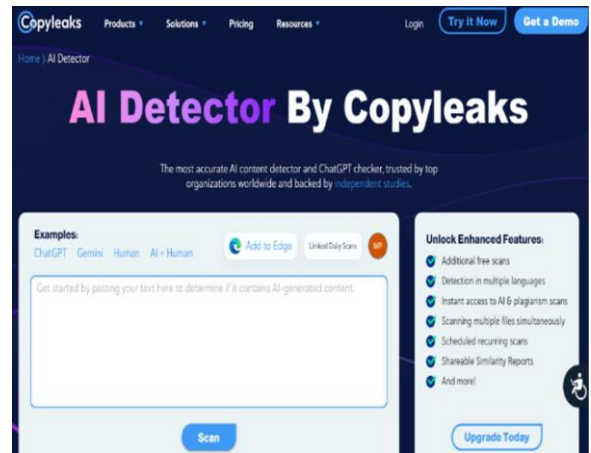 Copyleaks Products Solutions Pricing Resources Login Try it Now Get a Demo
Home ⟩ AI Detector
AI Detector By Copyleaks
The most accurate AI content detector and ChatGPT checker, trusted by top
organizations worldwide and backed by independent studies.
Examples:
ChatGPT Gemini Human AI + Human
Add to Edge Limited Daily Scans MP
Get started by pasting your text here to determine if it contains AI-generated content.
Scan
Unlock Enhanced Features:
Additional free scans
Detection in multiple languages
Instant access to AI & plagiarism scans
Scanning multiple files simultaneously
Scheduled recurring scans
Shareable Similarity Reports
And more!
Upgrade Today